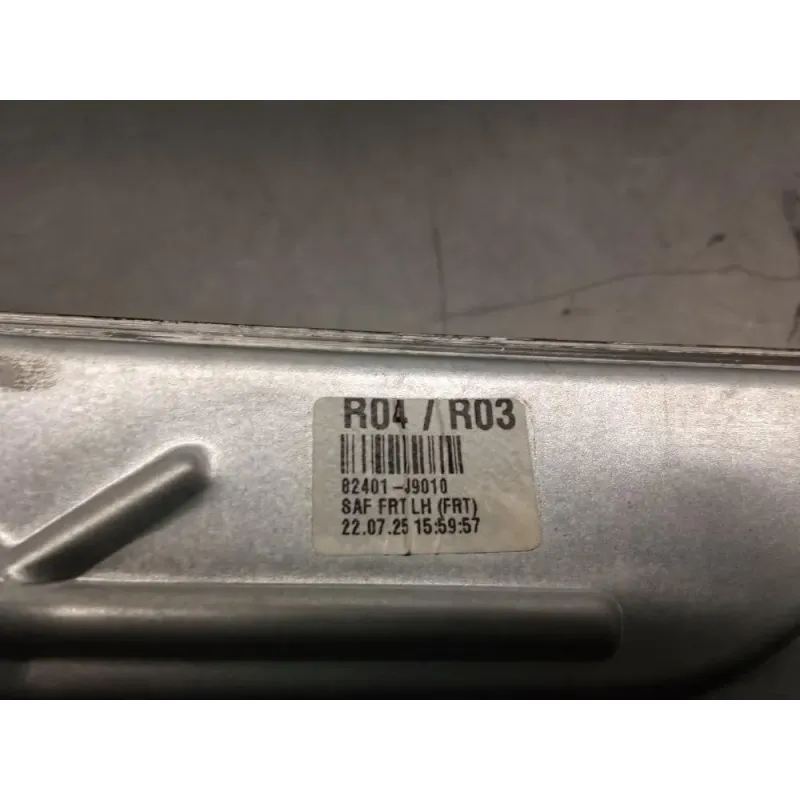 R04 / R03
82401-J9010
SAF FRT LH (FRT)
22.07.25 15:59:57